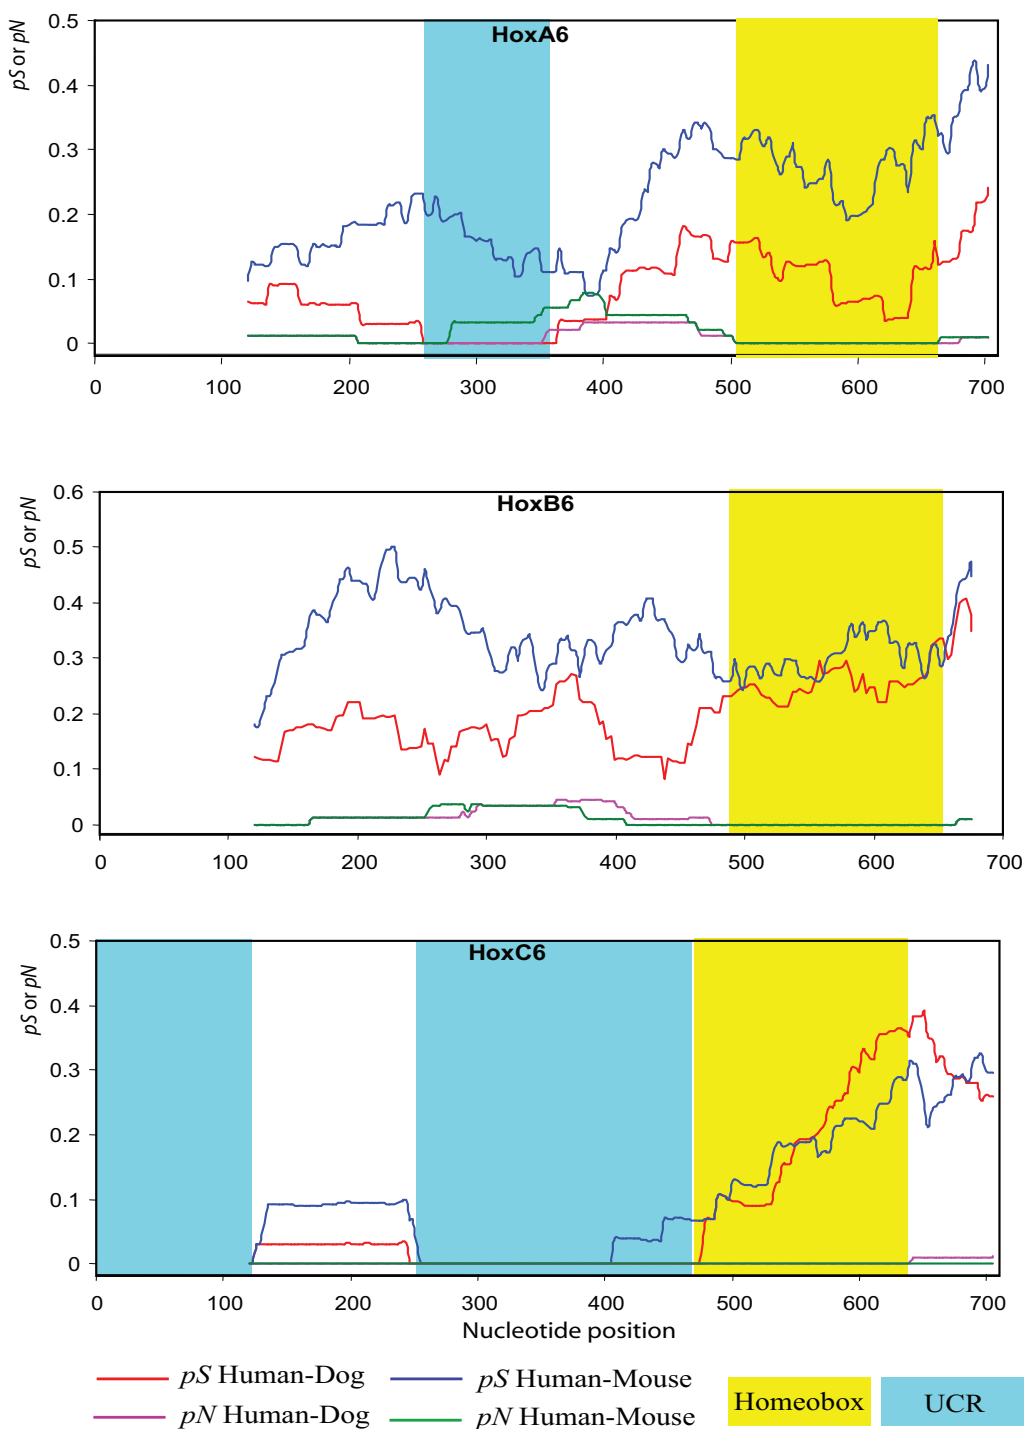 HoxA6
pS or pN
0.5
0.4
0.3
0.2
0.1
0
0 100 200 300 400 500 600 700
HoxB6
pS or pN
0.6
0.5
0.4
0.3
0.2
0.1
0
0 100 200 300 400 500 600 700
HoxC6
pS or pN
0.5
0.4
0.3
0.2
0.1
0
0 100 200 300 400 500 600 700
Nucleotide position
pS Human-Dog pS Human-Mouse
pN Human-Dog pN Human-Mouse
Homeobox UCR